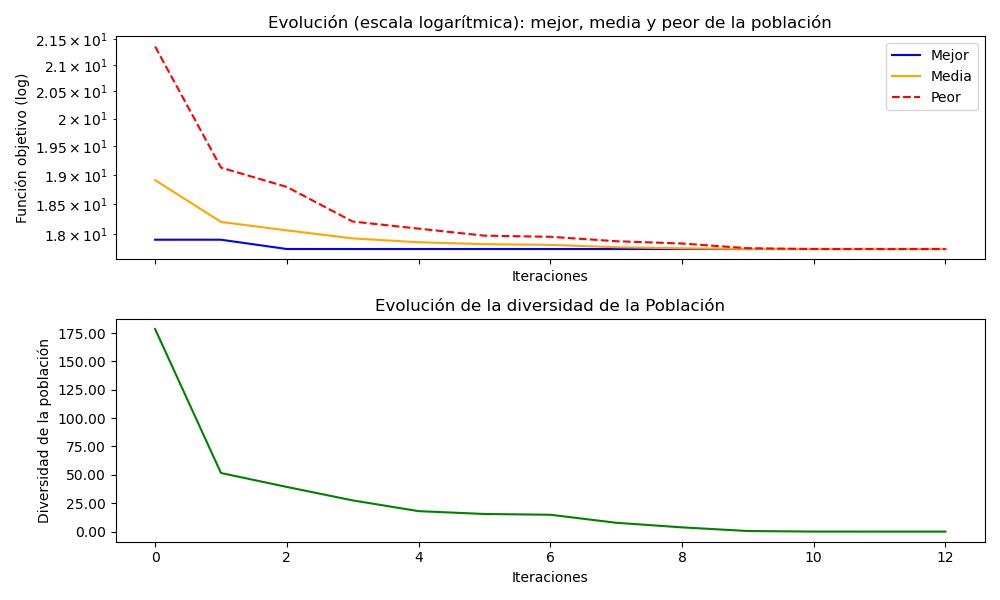 Evolución (escala logarítmica): mejor, media y peor de la población
2.15 × 10¹
2.1 × 10¹
2.05 × 10¹
2 × 10¹
1.95 × 10¹
1.9 × 10¹
1.85 × 10¹
1.8 × 10¹
Función objetivo (log)
Mejor
Media
Peor
Iteraciones
Evolución de la diversidad de la Población
175.00
150.00
125.00
100.00
75.00
50.00
25.00
0.00
Diversidad de la población
0 2 4 6 8 10 12
Iteraciones